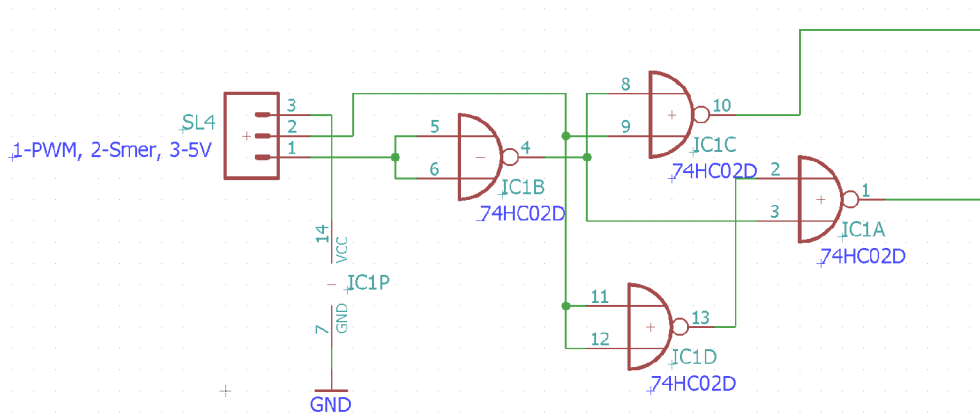 SL4
3
2
1
1-PWM, 2-Smer, 3-5V
5
6
4
IC1B
74HC02D
8
9
10
IC1C
74HC02D
2
3
1
IC1A
74HC02D
14
VCC
IC1P
7
GND
GND
11
12
13
IC1D
74HC02D